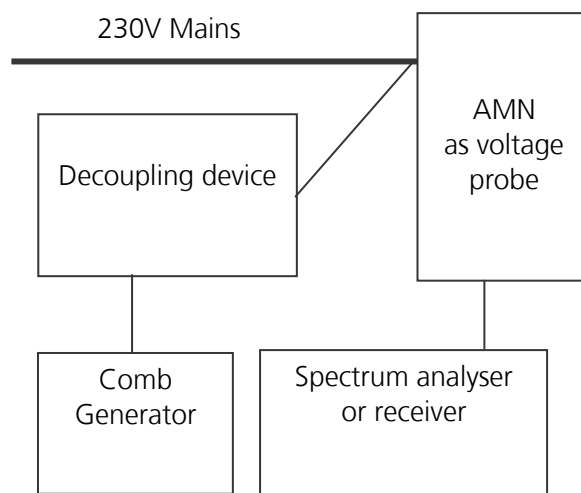 230V Mains
AMN
as voltage
probe
Decoupling device
Comb
Generator
Spectrum analyser
or receiver